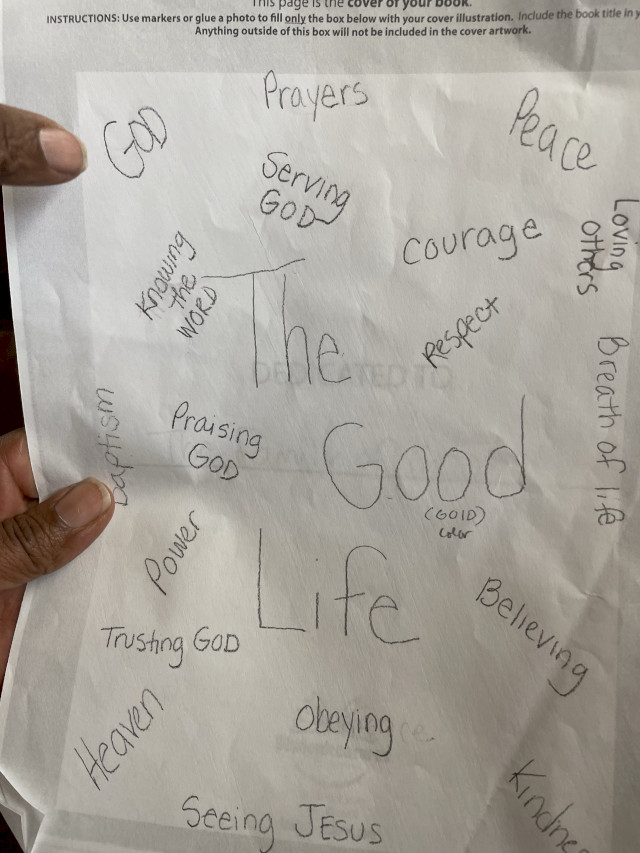 This page is the cover of your book.
INSTRUCTIONS: Use markers or glue a photo to fill only the box below with your cover illustration. Include the book title in y
Anything outside of this box will not be included in the cover artwork.
GOD
Prayers
Peace
Serving
GOD
Courage
Loving
others
Knowing
the
WORD
The
Respect
Breath of life
Baptism
Praising
GOD
Good
(GOlD)
color
Power
Life
Believing
Trusting GOD
Heaven
Obeying
Kindne
Seeing JESUS
DEDICATED TO